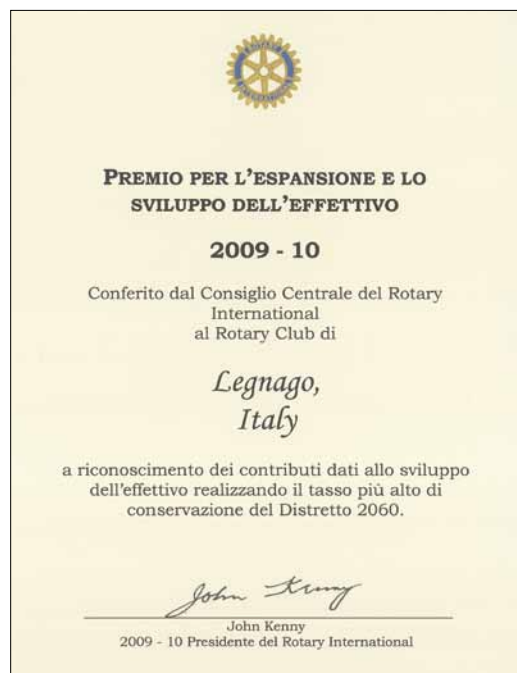 PREMIO PER L'ESPANSIONE E LO
SVILUPPO DELL'EFFETTIVO
2009 - 10
Conferito dal Consiglio Centrale del Rotary
International
al Rotary Club di
Legnago,
Italy
a riconoscimento dei contributi dati allo sviluppo
dell'effettivo realizzando il tasso più alto di
conservazione del Distretto 2060.
John Kenny
John Kenny
2009 - 10 Presidente del Rotary International